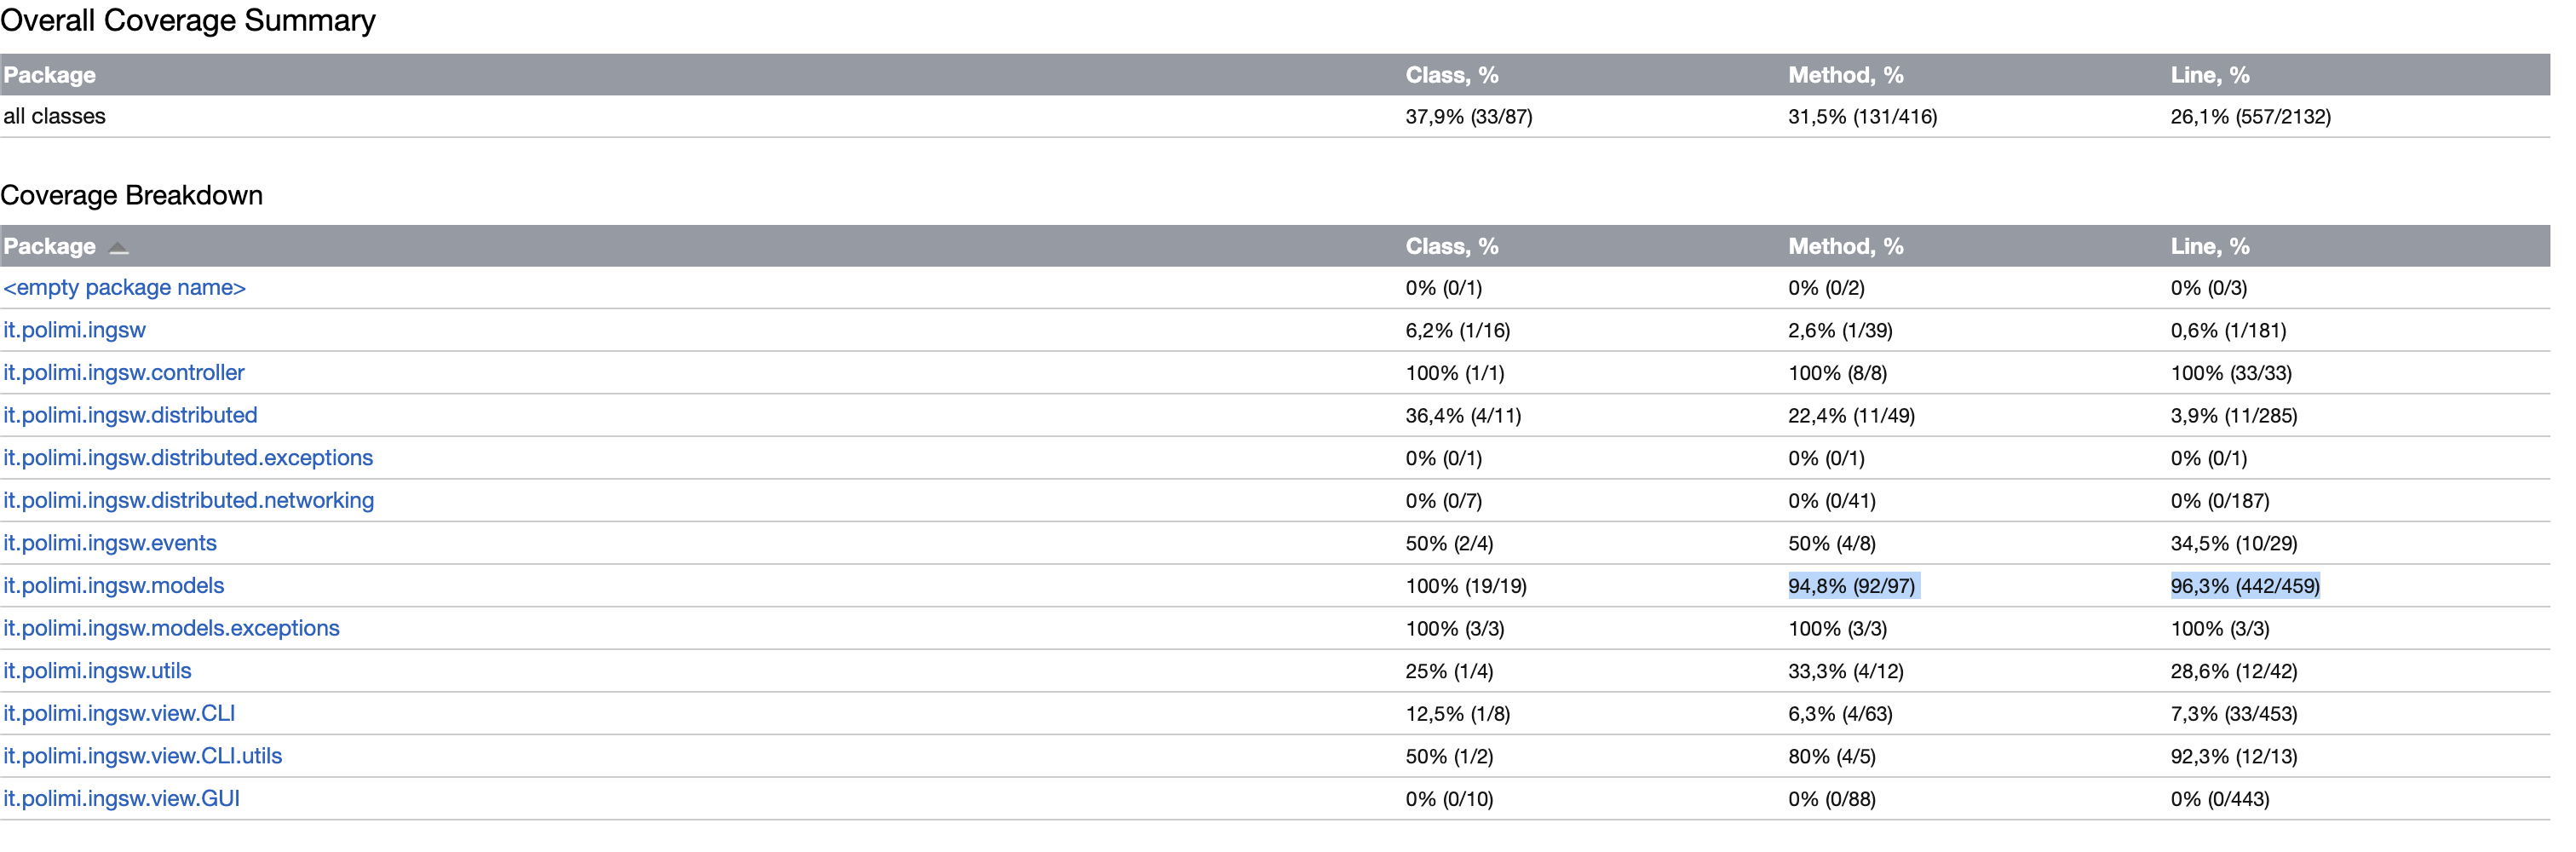 Overall Coverage Summary
Package Class, % Method, % Line, %
all classes 37,9% (33/87) 31,5% (131/416) 26,1% (557/2132)
Coverage Breakdown
Package Class, % Method, % Line, %
<empty package name> 0% (0/1) 0% (0/2) 0% (0/3)
it.polimi.ingsw 6,2% (1/16) 2,6% (1/39) 0,6% (1/181)
it.polimi.ingsw.controller 100% (1/1) 100% (8/8) 100% (33/33)
it.polimi.ingsw.distributed 36,4% (4/11) 22,4% (11/49) 3,9% (11/285)
it.polimi.ingsw.distributed.exceptions 0% (0/1) 0% (0/1) 0% (0/1)
it.polimi.ingsw.distributed.networking 0% (0/7) 0% (0/41) 0% (0/187)
it.polimi.ingsw.events 50% (2/4) 50% (4/8) 34,5% (10/29)
it.polimi.ingsw.models 100% (19/19) 94,8% (92/97) 96,3% (442/459)
it.polimi.ingsw.models.exceptions 100% (3/3) 100% (3/3) 100% (3/3)
it.polimi.ingsw.utils 25% (1/4) 33,3% (4/12) 28,6% (12/42)
it.polimi.ingsw.view.CLI 12,5% (1/8) 6,3% (4/63) 7,3% (33/453)
it.polimi.ingsw.view.CLI.utils 50% (1/2) 80% (4/5) 92,3% (12/13)
it.polimi.ingsw.view.GUI 0% (0/10) 0% (0/88) 0% (0/443)